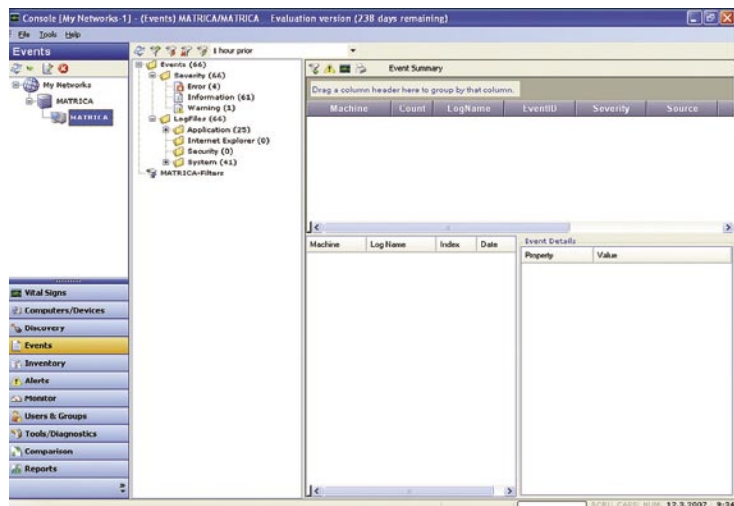 Console [My Networks-1] - (Events) MATRICA/MATRICA Evaluation version (238 days remaining)
File Tools Help
Events
1 hour prior
My Networks
MATRICA
MATRICA
Events (66)
Severity (66)
Error (4)
Information (61)
Warning (1)
LogFiles (66)
Application (25)
Internet Explorer (0)
Security (0)
System (41)
MATRICA-Filters
Event Summary
Drag a column header here to group by that column.
Machine Count LogName EventID Severity Source
Machine Log Name Index Date
Event Details
Property Value
Vital Signs
Computers/Devices
Discovery
Events
Inventory
Alerts
Monitor
Users & Groups
Tools/Diagnostics
Comparison
Reports
NUM 12.3.2007